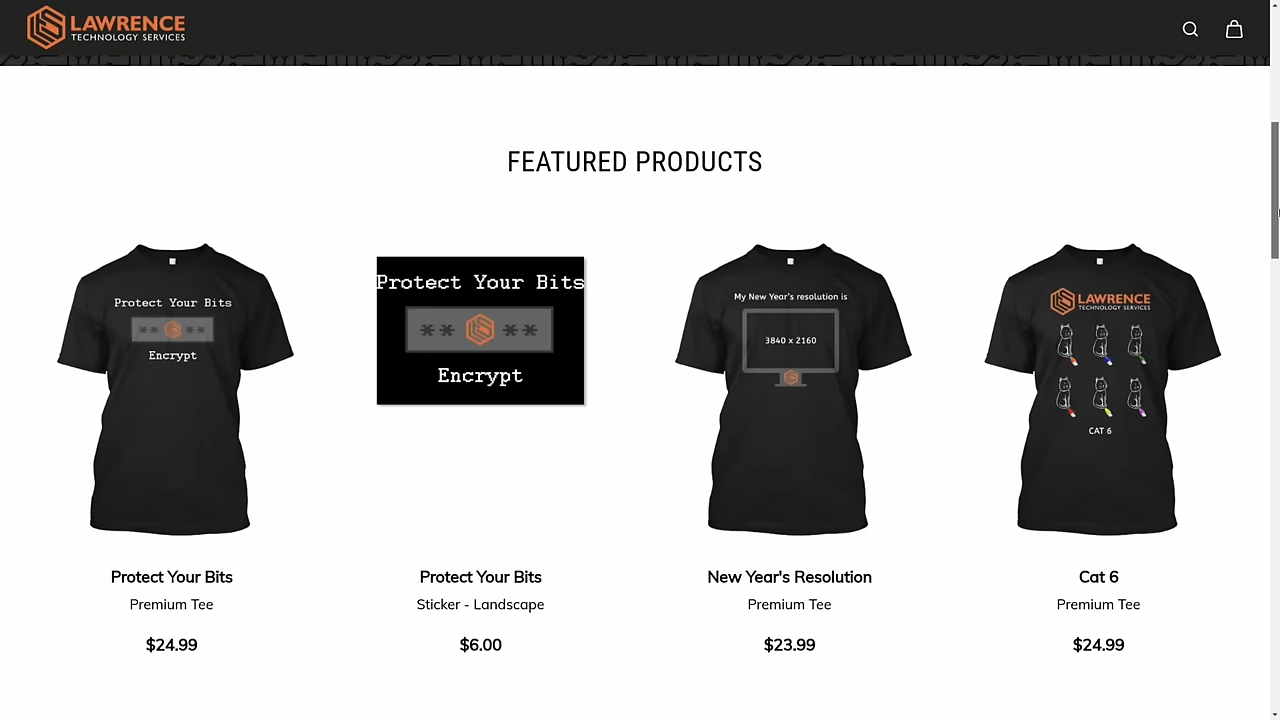 LAWRENCE
TECHNOLOGY SERVICES
FEATURED PRODUCTS
Protect Your Bits
** **
Encrypt
Protect Your Bits
** **
Encrypt
My New Year's resolution is
3840 x 2160
LAWRENCE
TECHNOLOGY SERVICES
CAT 6
Protect Your Bits
Premium Tee
$24.99
Protect Your Bits
Sticker - Landscape
$6.00
New Year's Resolution
Premium Tee
$23.99
Cat 6
Premium Tee
$24.99